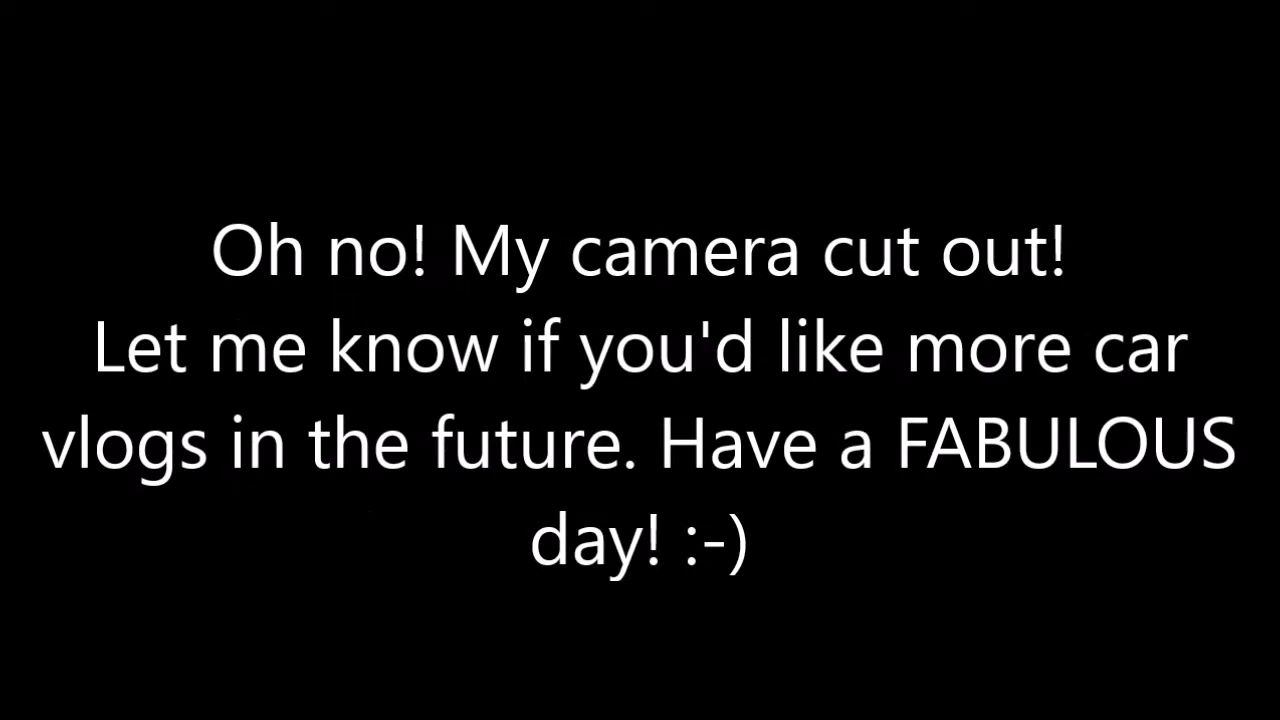 Oh no! My camera cut out!
Let me know if you'd like more car
vlogs in the future. Have a FABULOUS
day! :-)